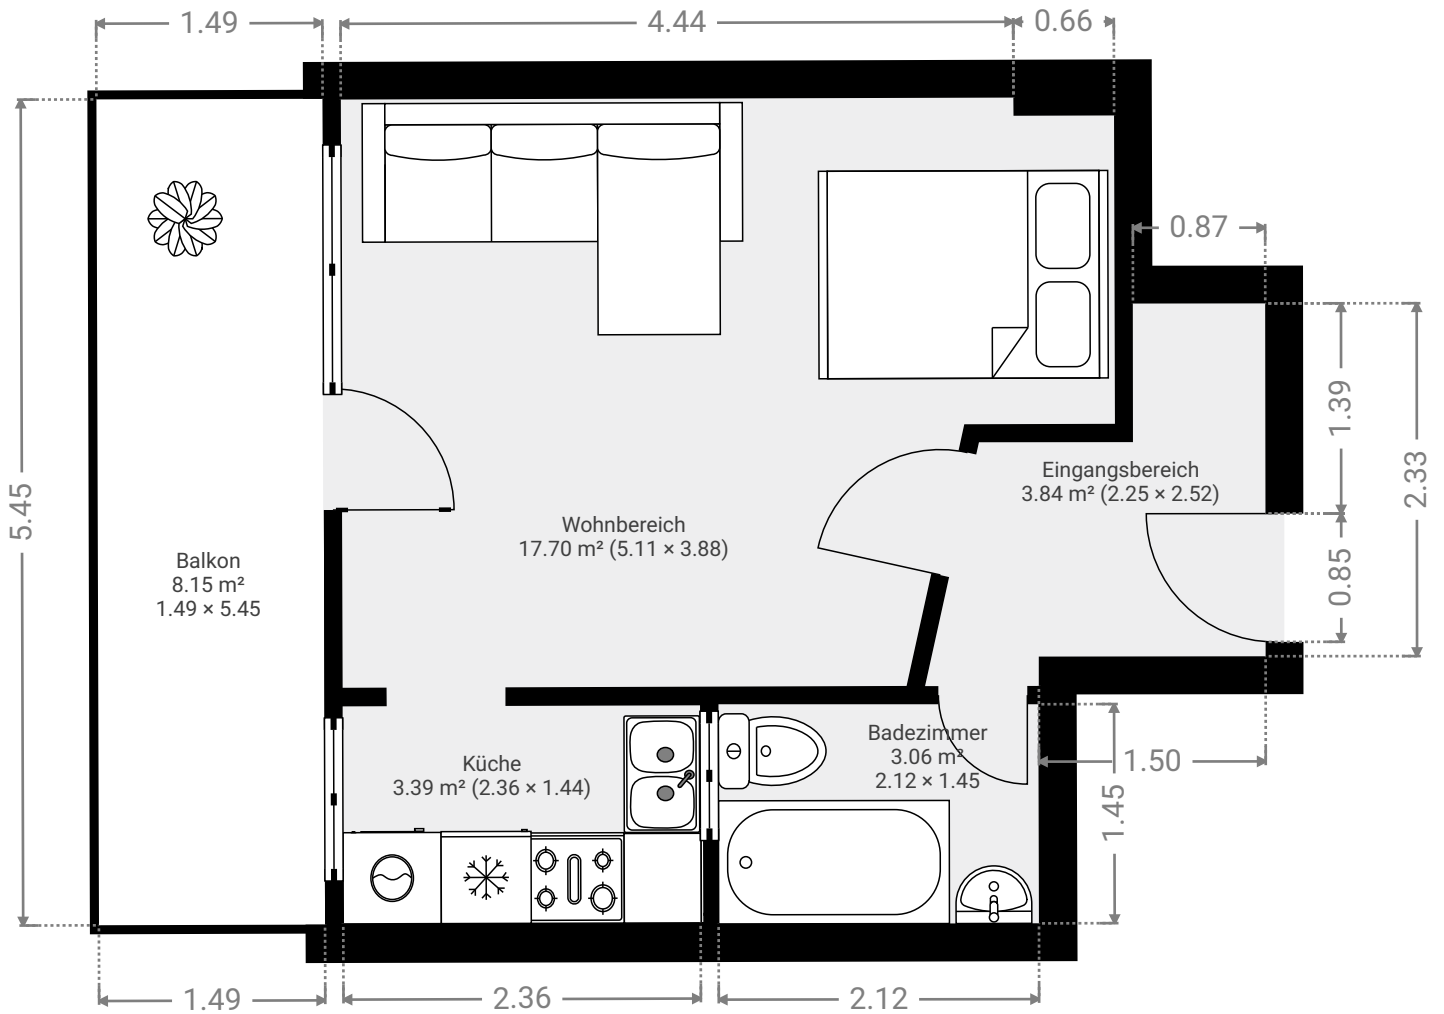 1.49
4.44
0.66
0.87
1.39
2.33
5.45
Eingangsbereich
3.84 m² (2.25 × 2.52)
Wohnbereich
17.70 m² (5.11 × 3.88)
Balkon
8.15 m²
1.49 × 5.45
0.85
Badezimmer
3.06 m²
2.12 × 1.45
Küche
3.39 m² (2.36 × 1.44)
1.50
1.45
1.49
2.36
2.12